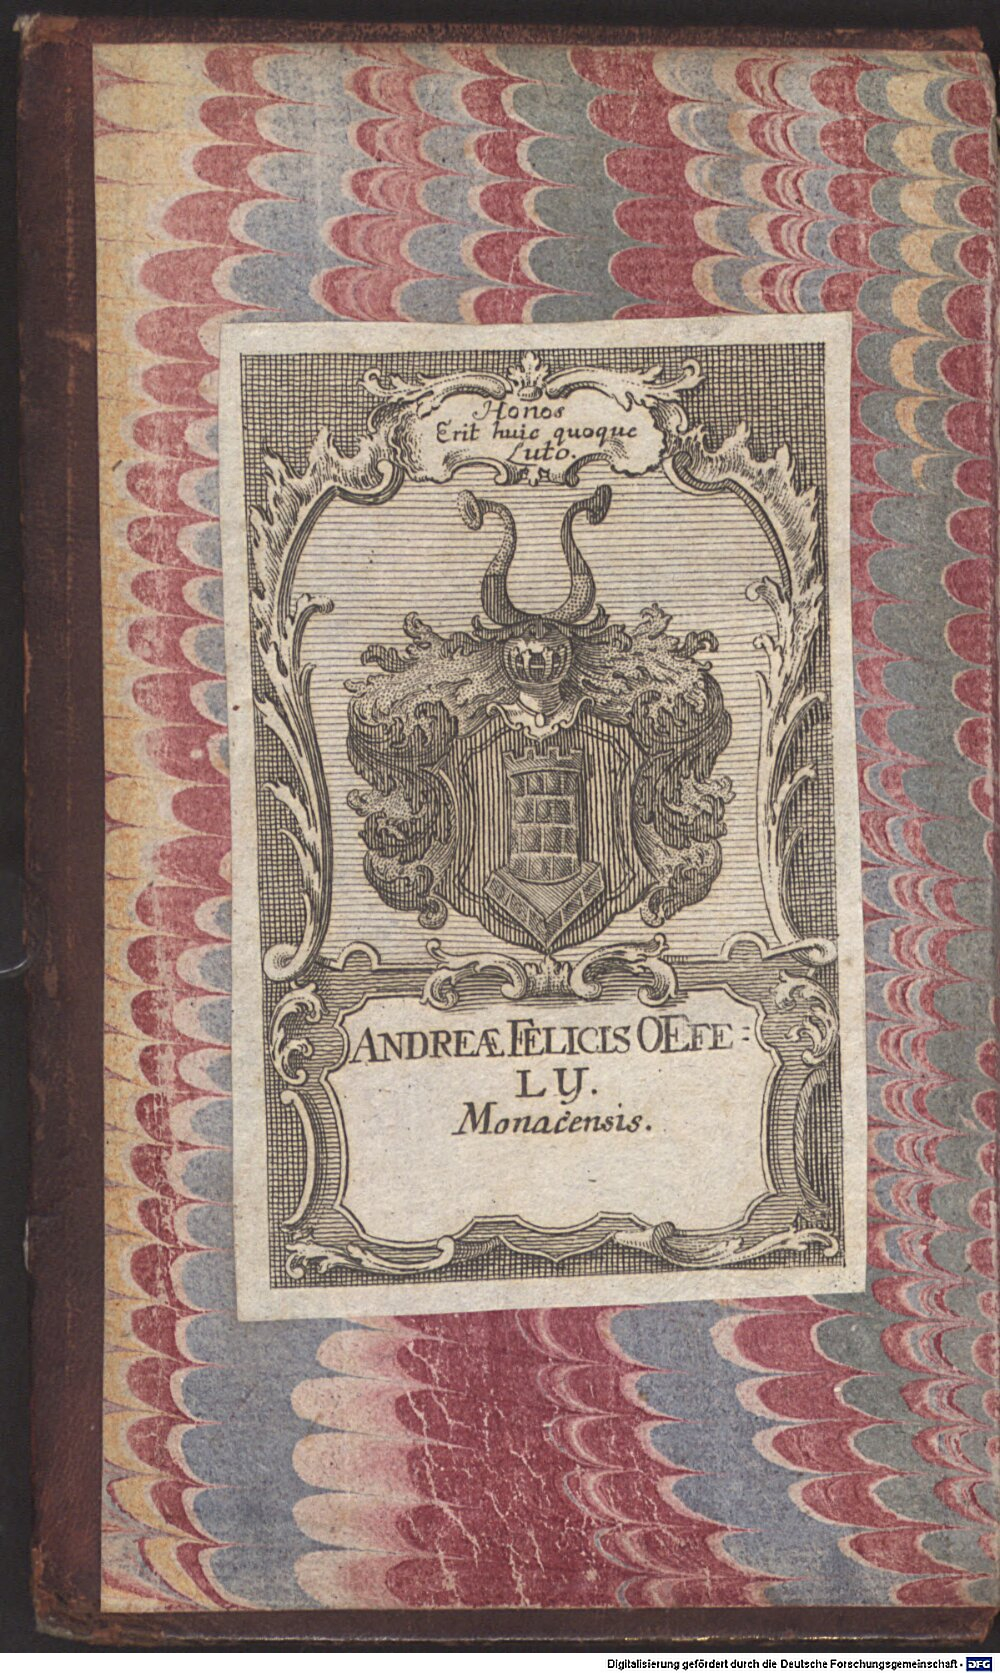 Honos
Erit huic quoque
Luto.
ANDREÆ FELICIS OEFE=
LY.
Monacensis.
Digitalisierung gefördert durch die Deutsche Forschungsgemeinschaft - DFG